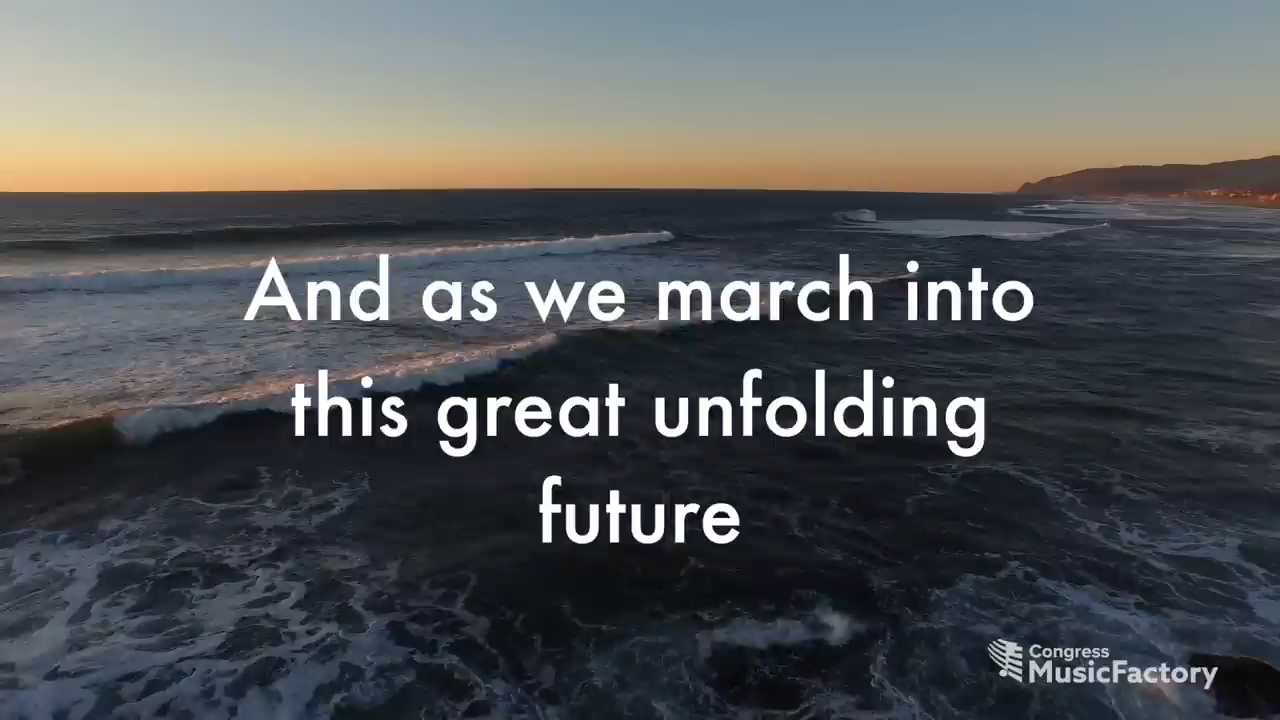 And as we march into
this great unfolding
future
Congress
MusicFactory